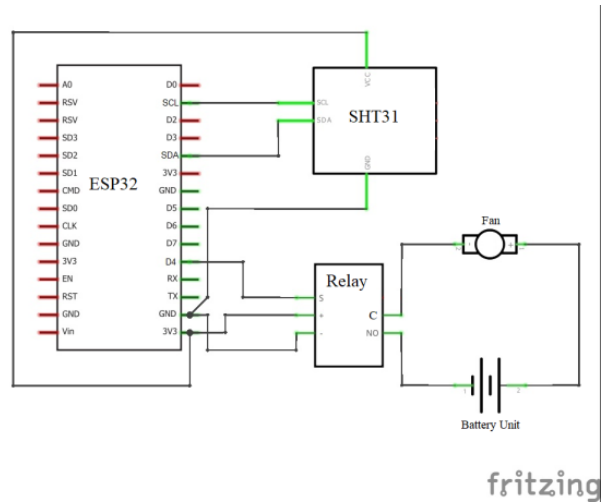 A0
RSV
RSV
SD3
SD2
SD1
CMD
SD0
CLK
GND
3V3
EN
RST
GND
Vin
ESP32
D0
SCL
D2
D3
SDA
3V3
GND
D5
D6
D7
D4
RX
TX
GND
3V3
VCC
SCL
SDA
SHT31
GND
Fan
Relay
S
+
-
C
NO
Battery Unit
fritzing